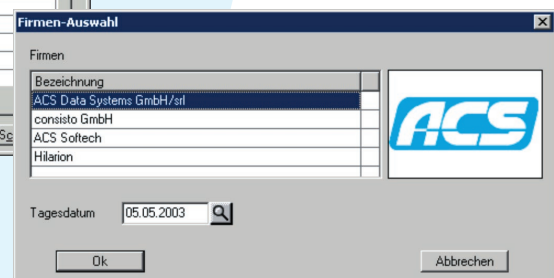 Firmen-Auswahl
Firmen
Bezeichnung
ACS Data Systems GmbH/srl
consisto GmbH
ACS Softech
Hilarion
ACS
Sc
Tagesdatum 05.05.2003
Ok Abbrechen